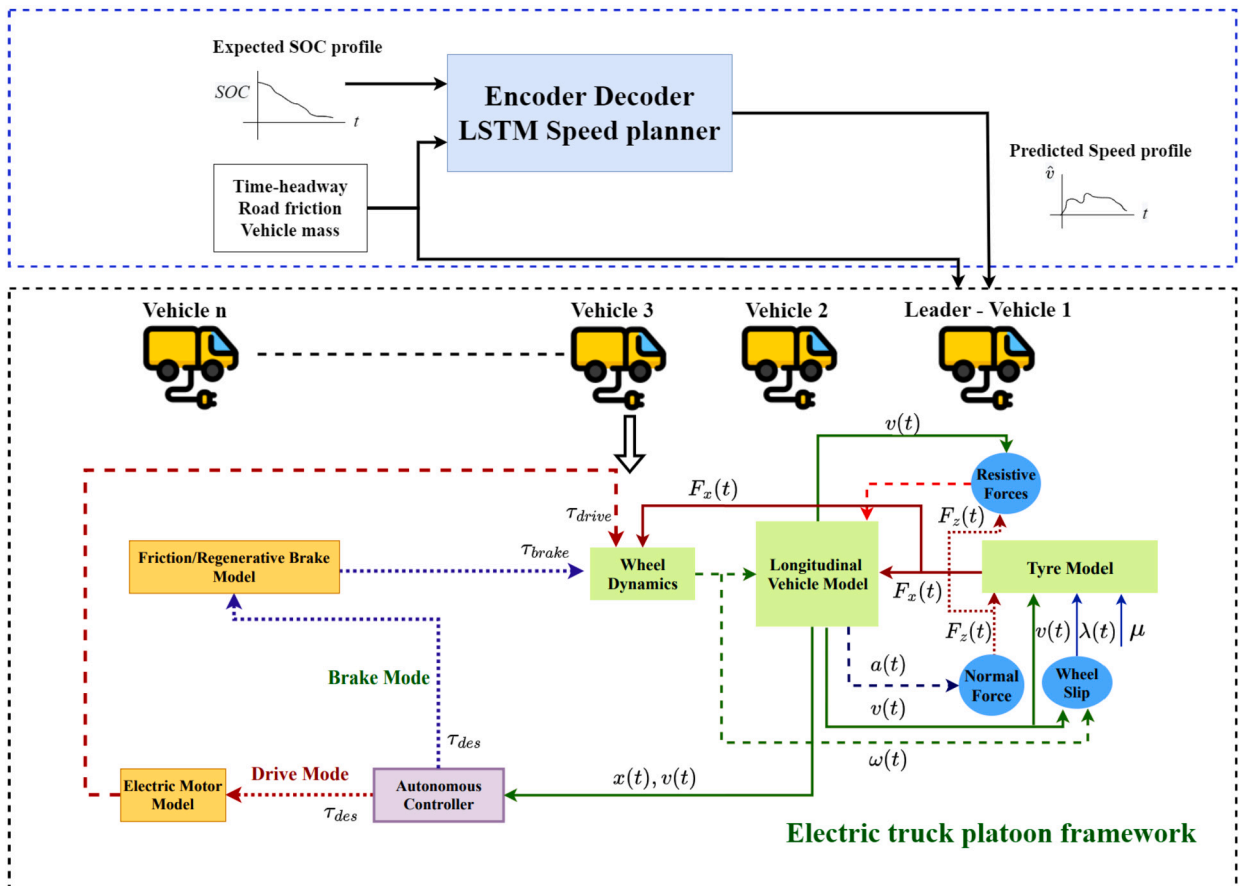 Expected SOC profile
SOC
t
Encoder Decoder
LSTM Speed planner
Time-headway
Road friction
Vehicle mass
Predicted Speed profile
v̂
t
Vehicle n
Vehicle 3
Vehicle 2
Leader - Vehicle 1
v(t)
Resistive
Forces
F_x(t)
F_z(t)
τ_drive
τ_brake
Friction/Regenerative Brake
Model
Wheel
Dynamics
Longitudinal
Vehicle Model
Tyre Model
F_x(t)
F_z(t)
v(t)
λ(t)
μ
a(t)
Normal
Force
Wheel
Slip
v(t)
ω(t)
Brake Mode
τ_des
x(t), v(t)
Drive Mode
τ_des
Electric Motor
Model
Autonomous
Controller
Electric truck platoon framework